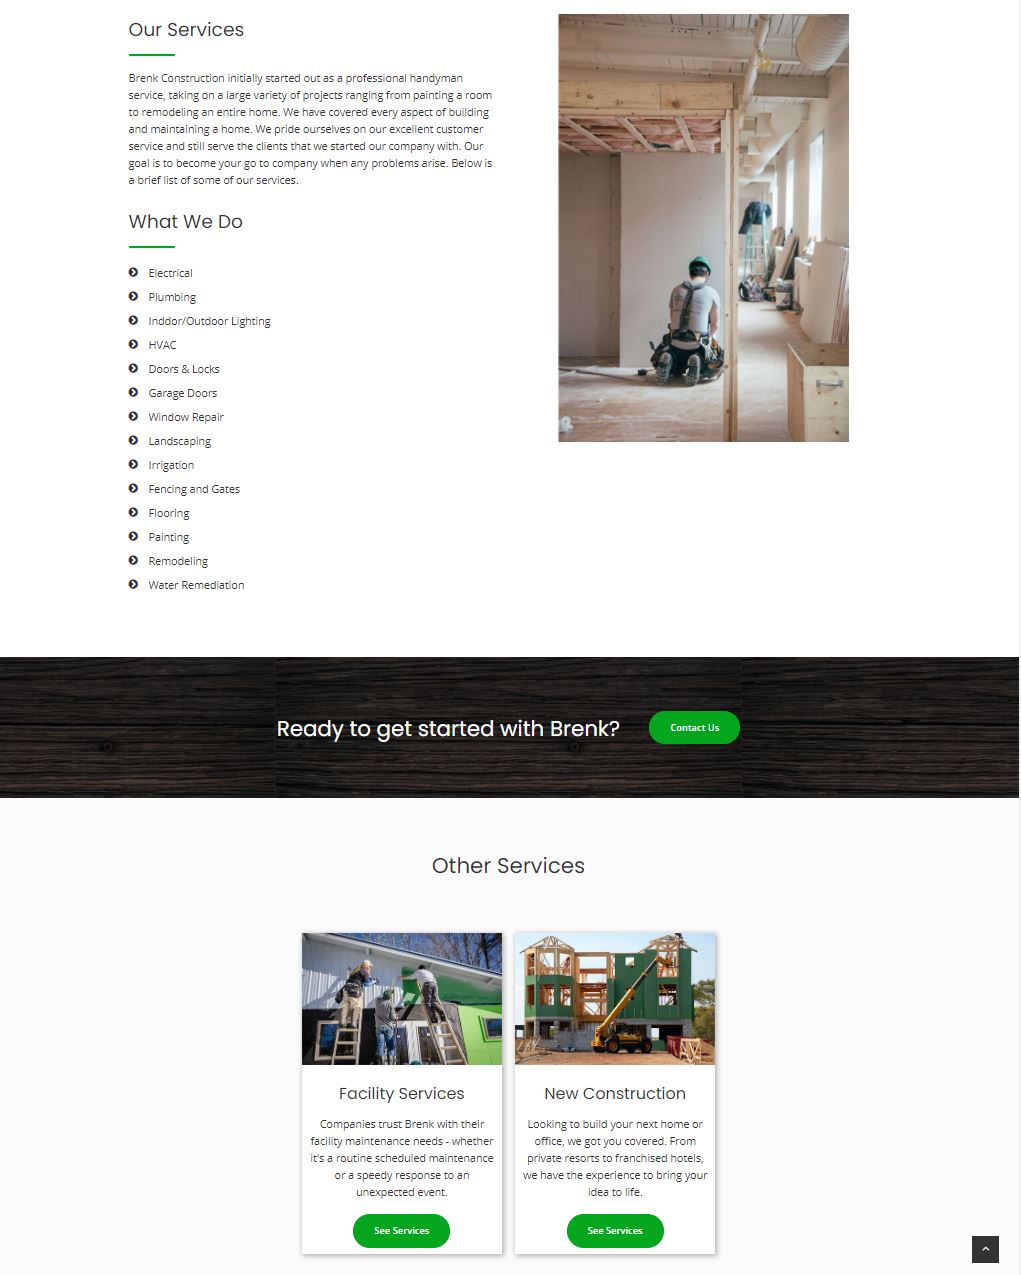 Our Services
Brenk Construction initially started out as a professional handyman
service, taking on a large variety of projects ranging from painting a room
to remodeling an entire home. We have covered every aspect of building
and maintaining a home. We pride ourselves on our excellent customer
service and still serve the clients that we started our company with. Our
goal is to become your go to company when any problems arise. Below is
a brief list of some of our services.
What We Do
Electrical
Plumbing
Inddor/Outdoor Lighting
HVAC
Doors & Locks
Garage Doors
Window Repair
Landscaping
Irrigation
Fencing and Gates
Flooring
Painting
Remodeling
Water Remediation
Ready to get started with Brenk?
Contact Us
Other Services
Facility Services
Companies trust Brenk with their
facility maintenance needs - whether
it's a routine scheduled maintenance
or a speedy response to an
unexpected event.
See Services
New Construction
Looking to build your next home or
office, we got you covered. From
private resorts to franchised hotels,
we have the experience to bring your
idea to life.
See Services